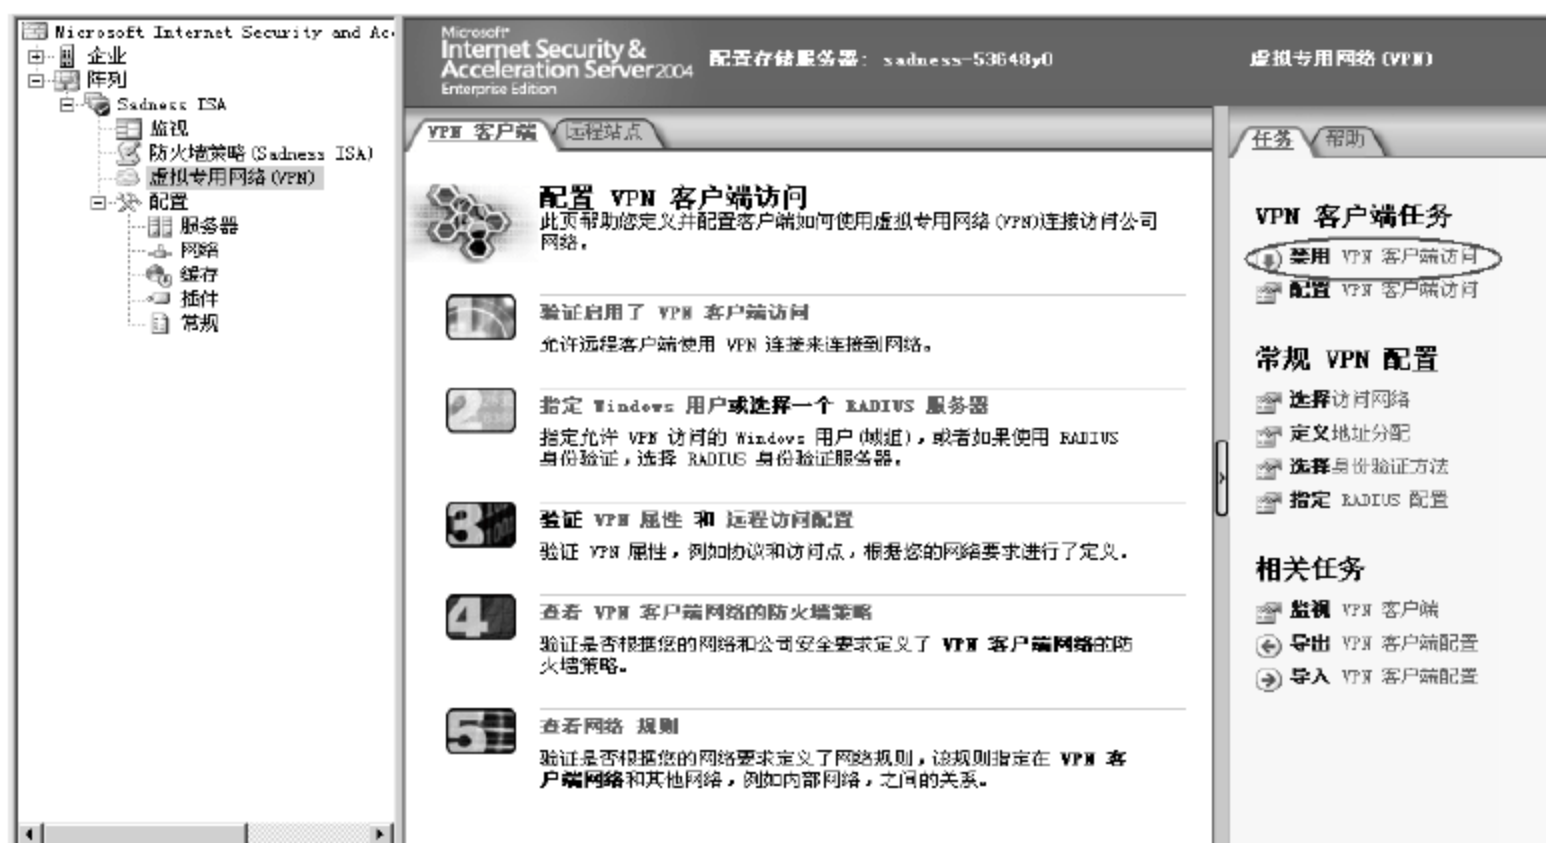 Microsoft Internet Security and Ac
企业
阵列
Sadness ISA
监视
防火墙策略(Sadness ISA)
虚拟专用网络(VPN)
配置
服务器
网络
缓存
插件
常规
Microsoft
Internet Security &
Acceleration Server 2004
Enterprise Edition
配置存储服务器: sadness-53648y0
虚拟专用网络(VPN)
VPN 客户端
远程站点
配置 VPN 客户端访问
此页帮助您定义并配置客户端如何使用虚拟专用网络(VPN)连接访问公司
网络。
1
验证启用了 VPN 客户端访问
允许远程客户端使用 VPN 连接来连接到网络。
2
指定 Windows 用户或选择一个 RADIUS 服务器
指定允许 VPN 访问的 Windows 用户(域组),或者如果使用 RADIUS
身份验证,选择 RADIUS 身份验证服务器。
3
验证 VPN 属性 和 远程访问配置
验证 VPN 属性,例如协议和访问点,根据您的网络要求进行了定义。
4
查看 VPN 客户端网络的防火墙策略
验证是否根据您的网络和公司安全要求定义了 VPN 客户端网络的防
火墙策略。
5
查看网络 规则
验证是否根据您的网络要求定义了网络规则,该规则指定在 VPN 客
户端网络和其他网络,例如内部网络,之间的关系。
任务
帮助
VPN 客户端任务
禁用 VPN 客户端访问
配置 VPN 客户端访问
常规 VPN 配置
选择访问网络
定义地址分配
选择身份验证方法
指定 RADIUS 配置
相关任务
监视 VPN 客户端
导出 VPN 客户端配置
导入 VPN 客户端配置